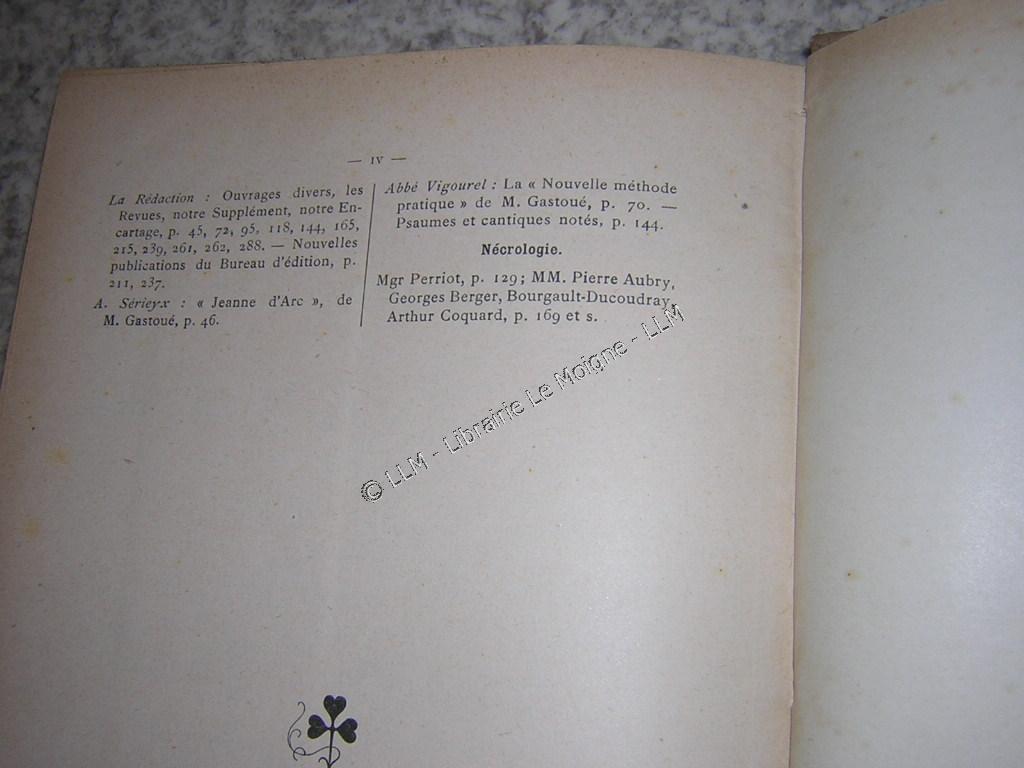 — IV —
La Rédaction : Ouvrages divers, les
Revues, notre Supplément, notre En-
cartage, p. 45, 72, 95, 118, 144, 165,
215, 239, 261, 262, 288. — Nouvelles
publications du Bureau d'édition, p.
211, 237.
A. Sérieyx : « Jeanne d'Arc », de
M. Gastoué, p. 46.
Abbé Vigourel : La « Nouvelle méthode
pratique » de M. Gastoué, p. 70. —
Psaumes et cantiques notés, p. 144.
Nécrologie.
Mgr Perriot, p. 129 ; MM. Pierre Aubry,
Georges Berger, Bourgault-Ducoudray,
Arthur Coquard, p. 169 et s.
© LLM - Librairie Le Moigne - LLM